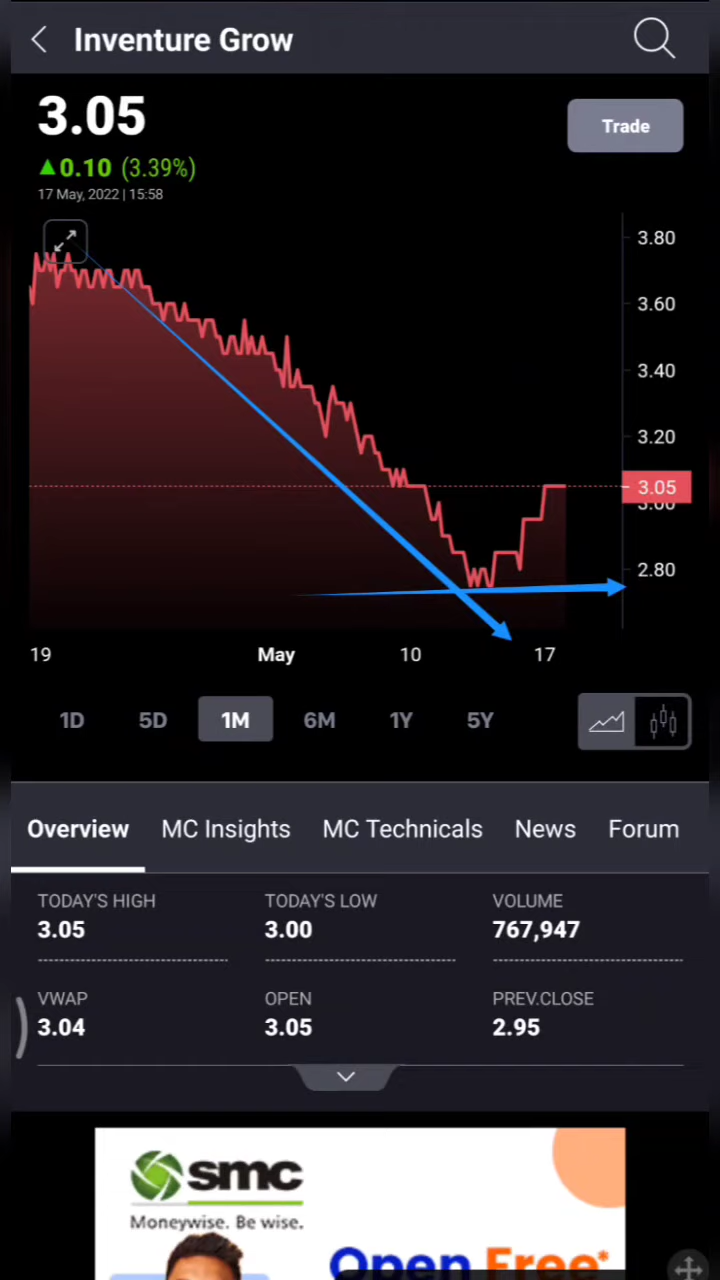 Inventure Grow
3.05
Trade
▲0.10 (3.39%)
17 May, 2022 | 15:58
3.80
3.60
3.40
3.20
3.05
3.00
2.80
19 May 10 17
1D 5D 1M 6M 1Y 5Y
Overview MC Insights MC Technicals News Forum
TODAY'S HIGH TODAY'S LOW VOLUME
3.05 3.00 767,947
VWAP OPEN PREV.CLOSE
3.04 3.05 2.95
smc
Moneywise. Be wise.
Open Free*